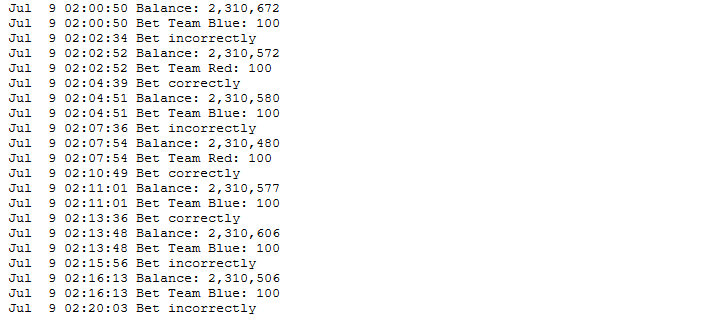 Jul  9 02:00:50 Balance: 2,310,672
Jul  9 02:00:50 Bet Team Blue: 100
Jul  9 02:02:34 Bet incorrectly
Jul  9 02:02:52 Balance: 2,310,572
Jul  9 02:02:52 Bet Team Red: 100
Jul  9 02:04:39 Bet correctly
Jul  9 02:04:51 Balance: 2,310,580
Jul  9 02:04:51 Bet Team Blue: 100
Jul  9 02:07:36 Bet incorrectly
Jul  9 02:07:54 Balance: 2,310,480
Jul  9 02:07:54 Bet Team Red: 100
Jul  9 02:10:49 Bet correctly
Jul  9 02:11:01 Balance: 2,310,577
Jul  9 02:11:01 Bet Team Blue: 100
Jul  9 02:13:36 Bet correctly
Jul  9 02:13:48 Balance: 2,310,606
Jul  9 02:13:48 Bet Team Blue: 100
Jul  9 02:15:56 Bet incorrectly
Jul  9 02:16:13 Balance: 2,310,506
Jul  9 02:16:13 Bet Team Blue: 100
Jul  9 02:20:03 Bet incorrectly